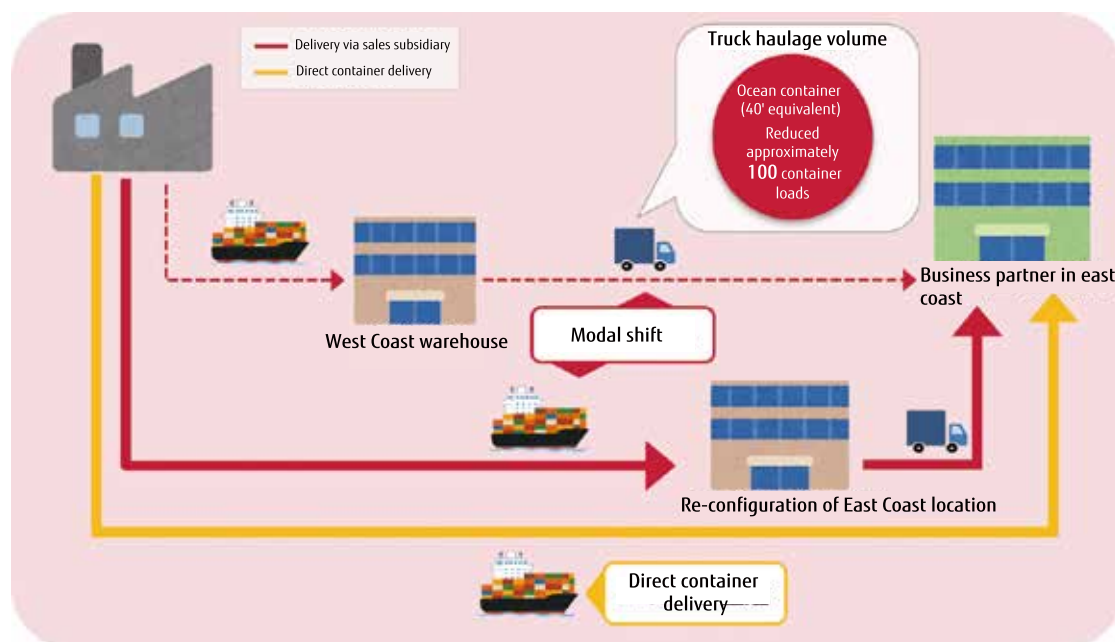 Delivery via sales subsidiary
Direct container delivery
Truck haulage volume
Ocean container
(40' equivalent)
Reduced
approximately
100 container
loads
West Coast warehouse
Business partner in east
coast
Modal shift
Re-configuration of East Coast location
Direct container
delivery